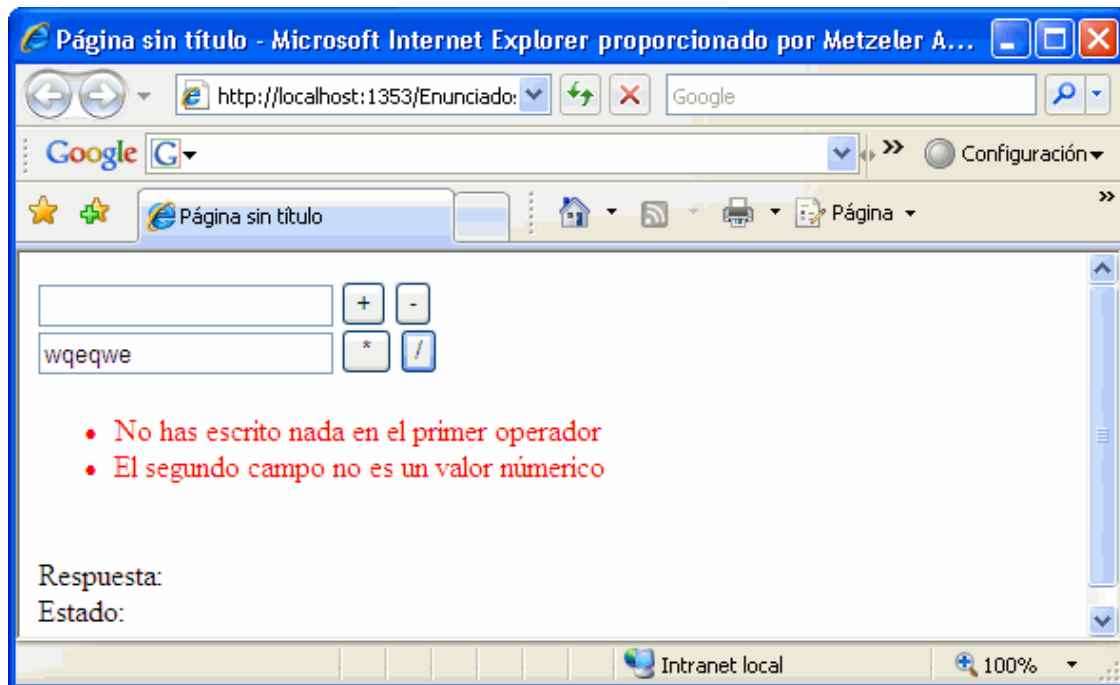 Página sin título - Microsoft Internet Explorer proporcionado por Metzeler A...
http://localhost:1353/Enunciado:
Google
Google G
Configuración
Página sin título
Página
+ -
wqeqwe * /
No has escrito nada en el primer operador
El segundo campo no es un valor númerico
Respuesta:
Estado:
Intranet local 100%